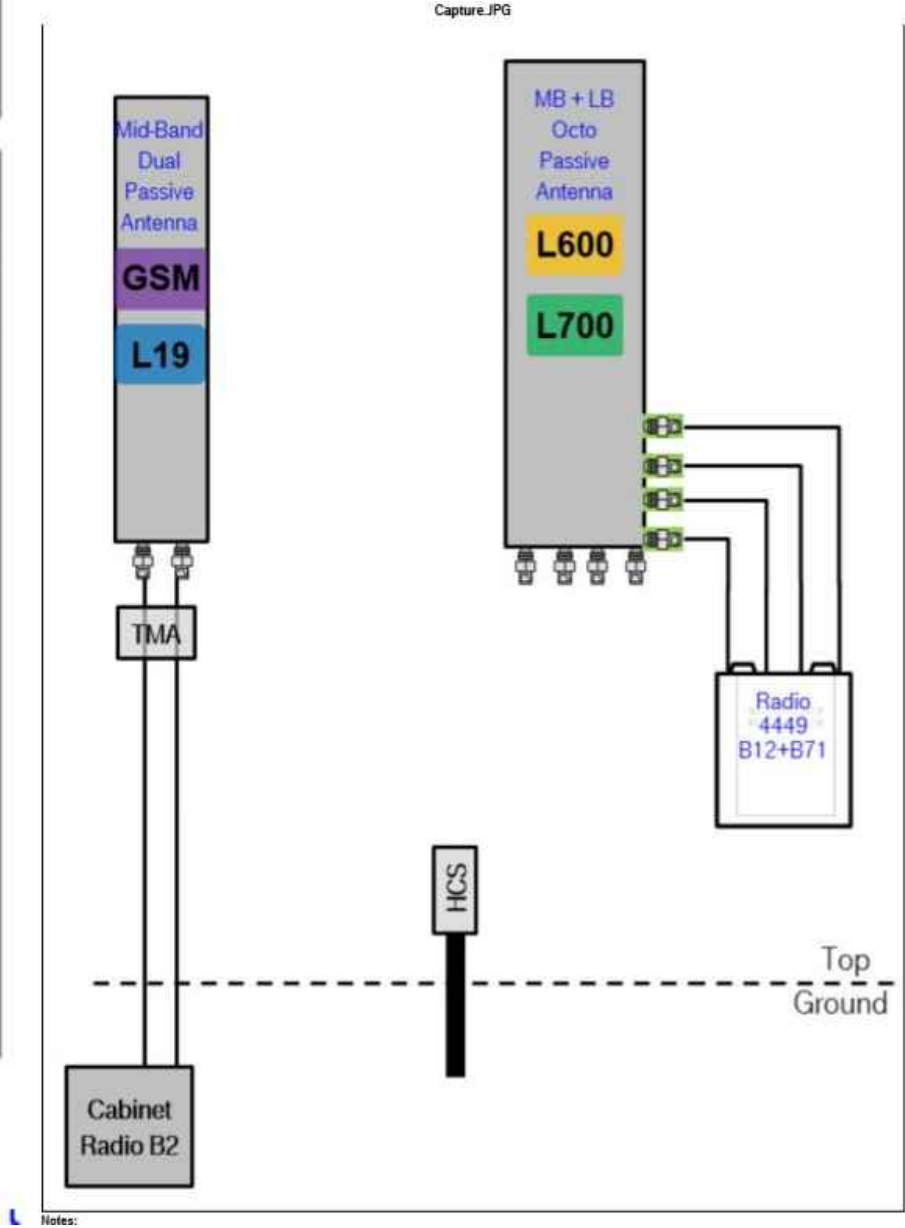 Capture.JPG
Mid-Band
Dual
Passive
Antenna
GSM
L19
TMA
MB + LB
Octo
Passive
Antenna
L600
L700
Radio
4449
B12+B71
HCS
Top
Ground
Cabinet
Radio B2
Notes: